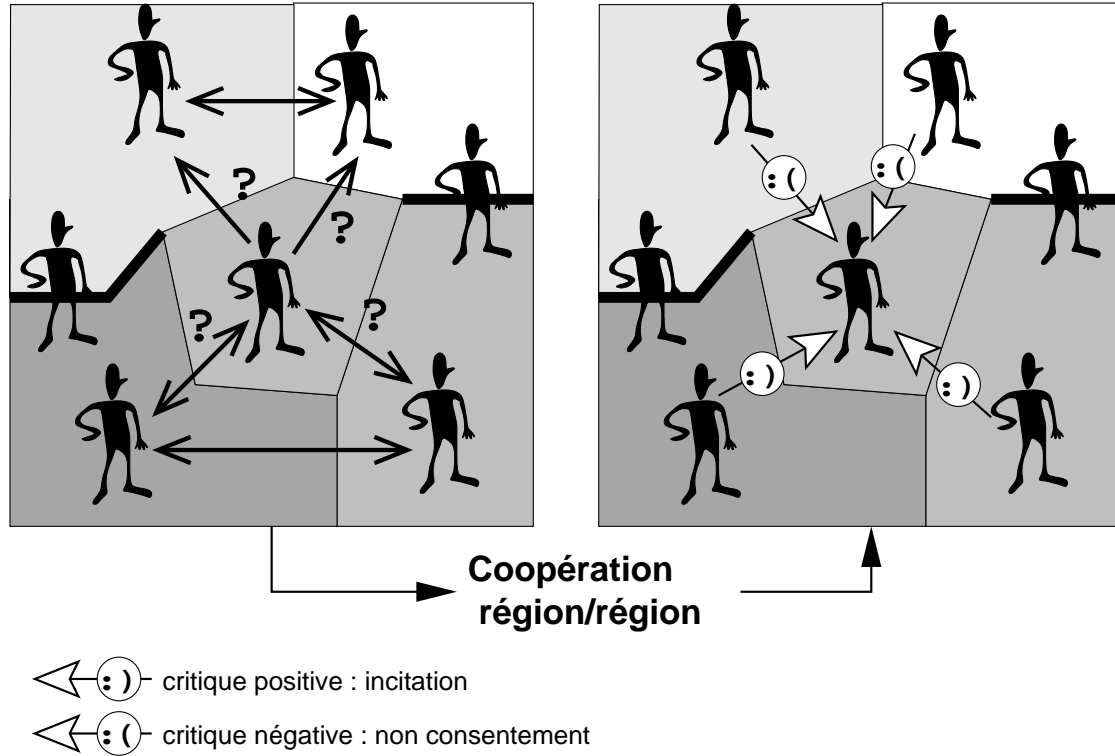 ?
?
?
?
:(
:(
:)
:)
Coopération
région/région
:) critique positive : incitation
:( critique négative : non consentement